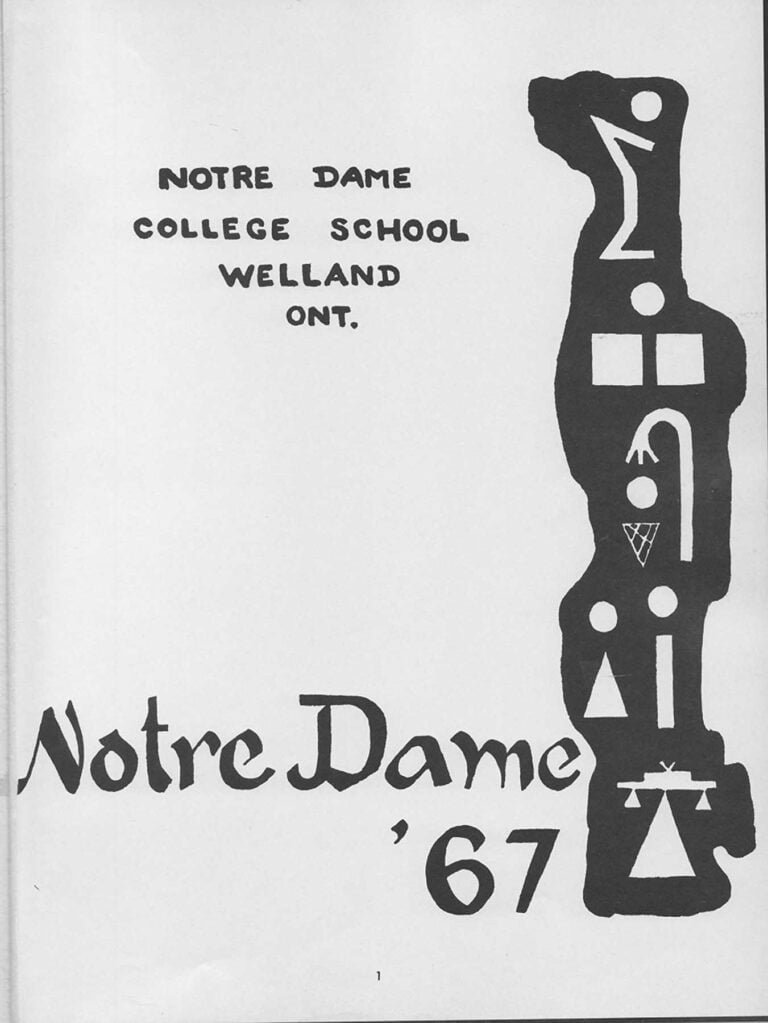 NOTRE DAME
COLLEGE SCHOOL
WELLAND
ONT.
Notre Dame
'67
1